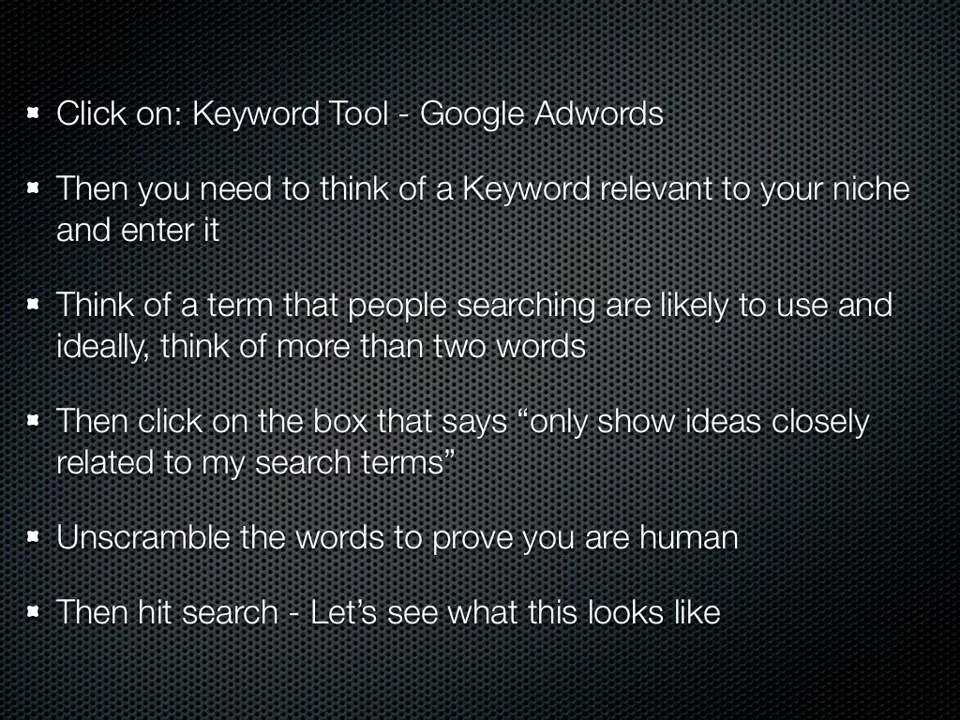 Click on: Keyword Tool - Google Adwords
Then you need to think of a Keyword relevant to your niche
and enter it
Think of a term that people searching are likely to use and
ideally, think of more than two words
Then click on the box that says “only show ideas closely
related to my search terms”
Unscramble the words to prove you are human
Then hit search - Let’s see what this looks like